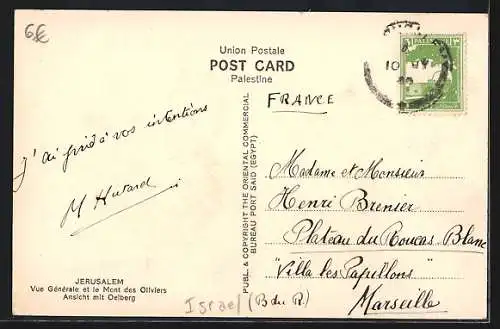 6€
Union Postale
POST CARD
Palestine
FRANCE
J'ai prié à vos intentions
M Huvard
Madame et Monsieur
Henri Brenier
Plateau du Roucas Blanc
"Villa les Papillons"
Marseille
(B du R)
PUBL. & COPYRIGHT THE ORIENTAL COMMERCIAL
BUREAU PORT SAID (EGYPT)
JERUSALEM
Vue Générale et le Mont des Oliviers
Ansicht mit Oelberg
Israel